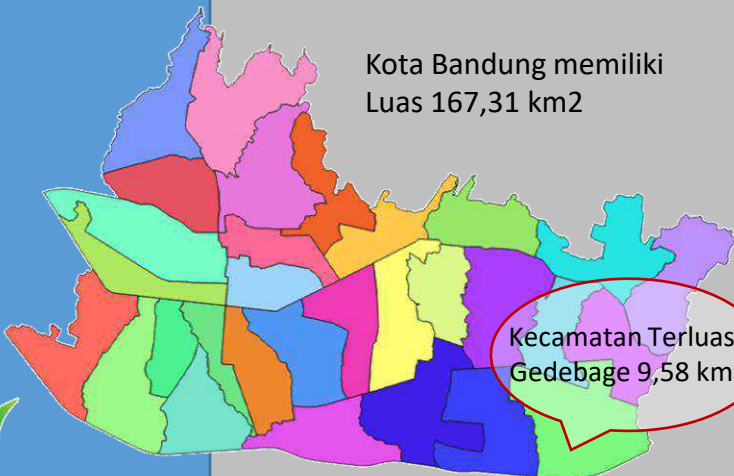 Kota Bandung memiliki
Luas 167,31 km2
Kecamatan Terluas
Gedebage 9,58 km